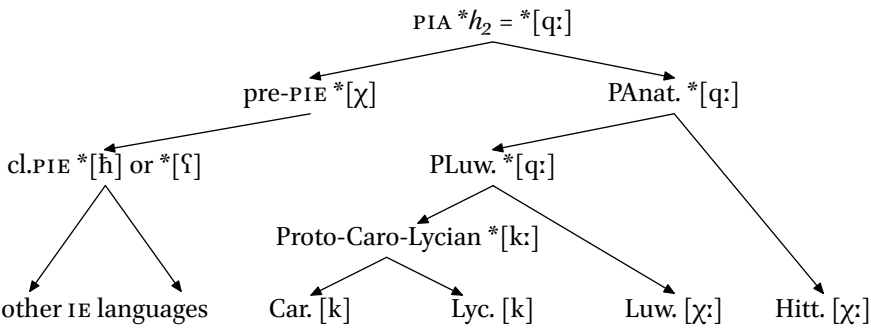 PIA *h₂ = *[qː]
pre-PIE *[χ] PAnat. *[qː]
cl.PIE *[ħ] or *[ʕ] PLuw. *[qː]
Proto-Caro-Lycian *[kː]
other IE languages Car. [k] Lyc. [k] Luw. [χː] Hitt. [χː]